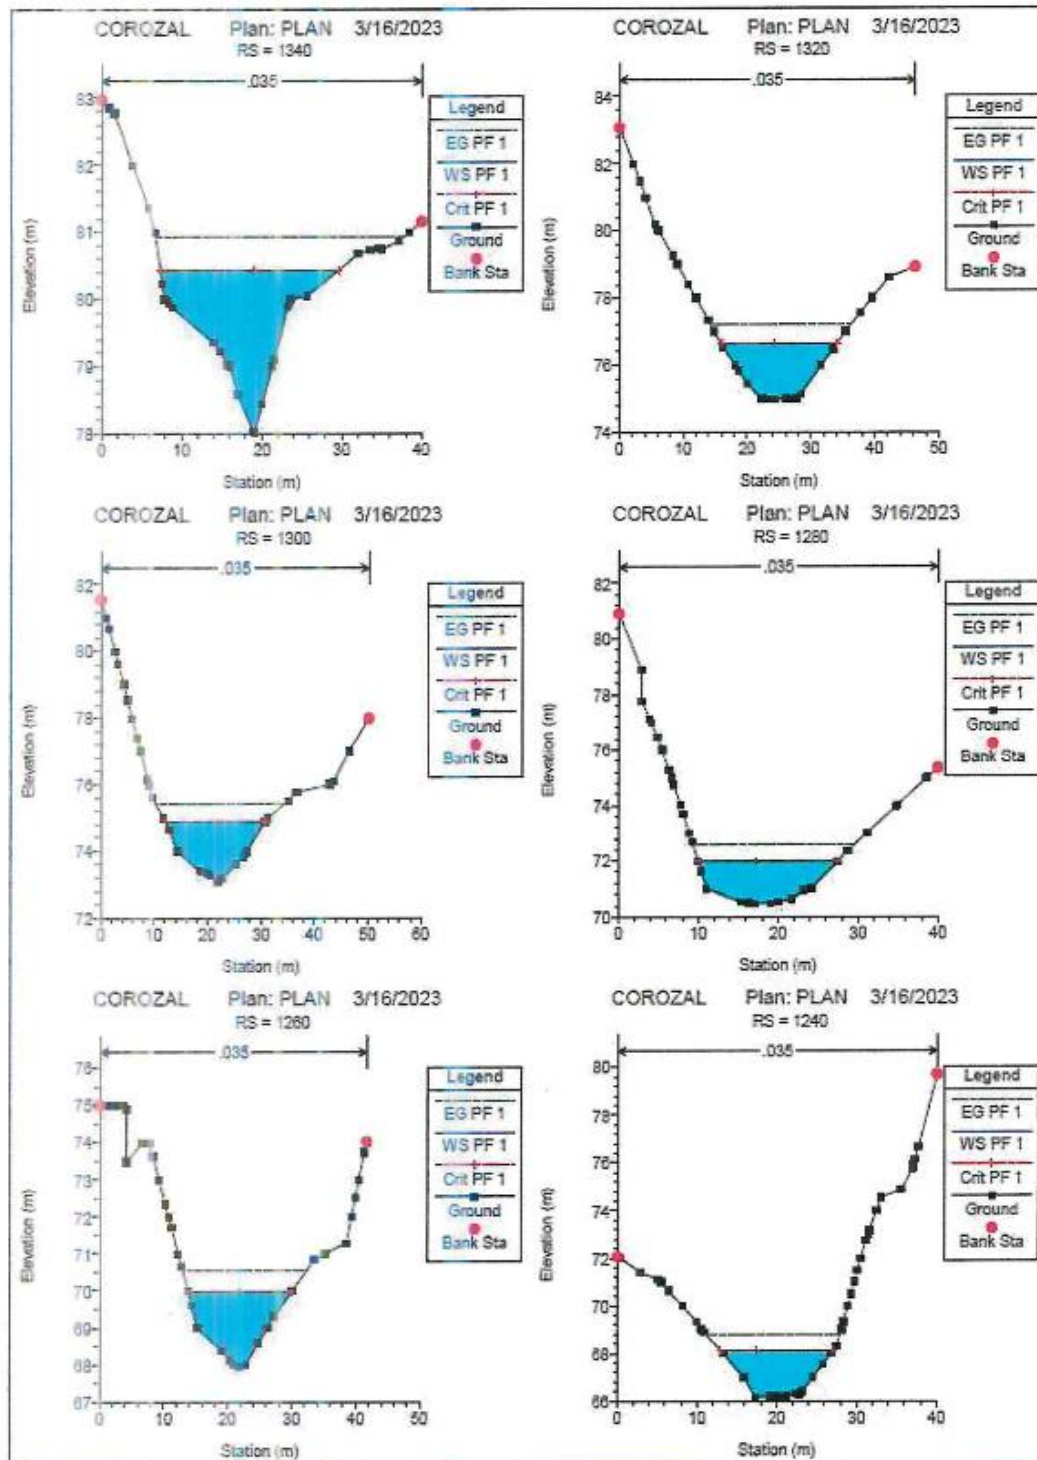 COROZAL Plan: PLAN 3/16/2023
RS = 1340
.035
Legend
EG PF 1
WS PF 1
Crit PF 1
Ground
Bank Sta
Elevation (m)
83
82
81
80
79
78
0 10 20 30 40
Station (m)
COROZAL Plan: PLAN 3/16/2023
RS = 1320
.035
Legend
EG PF 1
WS PF 1
Crit PF 1
Ground
Bank Sta
Elevation (m)
84
82
80
78
76
74
0 10 20 30 40 50
Station (m)
COROZAL Plan: PLAN 3/16/2023
RS = 1300
.035
Legend
EG PF 1
WS PF 1
Crit PF 1
Ground
Bank Sta
Elevation (m)
82
80
78
76
74
72
0 10 20 30 40 50 60
Station (m)
COROZAL Plan: PLAN 3/16/2023
RS = 1280
.035
Legend
EG PF 1
WS PF 1
Crit PF 1
Ground
Bank Sta
Elevation (m)
82
80
78
76
74
72
70
0 10 20 30 40
Station (m)
COROZAL Plan: PLAN 3/16/2023
RS = 1260
.035
Legend
EG PF 1
WS PF 1
Crit PF 1
Ground
Bank Sta
Elevation (m)
76
75
74
73
72
71
70
69
68
67
0 10 20 30 40 50
Station (m)
COROZAL Plan: PLAN 3/16/2023
RS = 1240
.035
Legend
EG PF 1
WS PF 1
Crit PF 1
Ground
Bank Sta
Elevation (m)
80
78
76
74
72
70
68
66
0 10 20 30 40
Station (m)